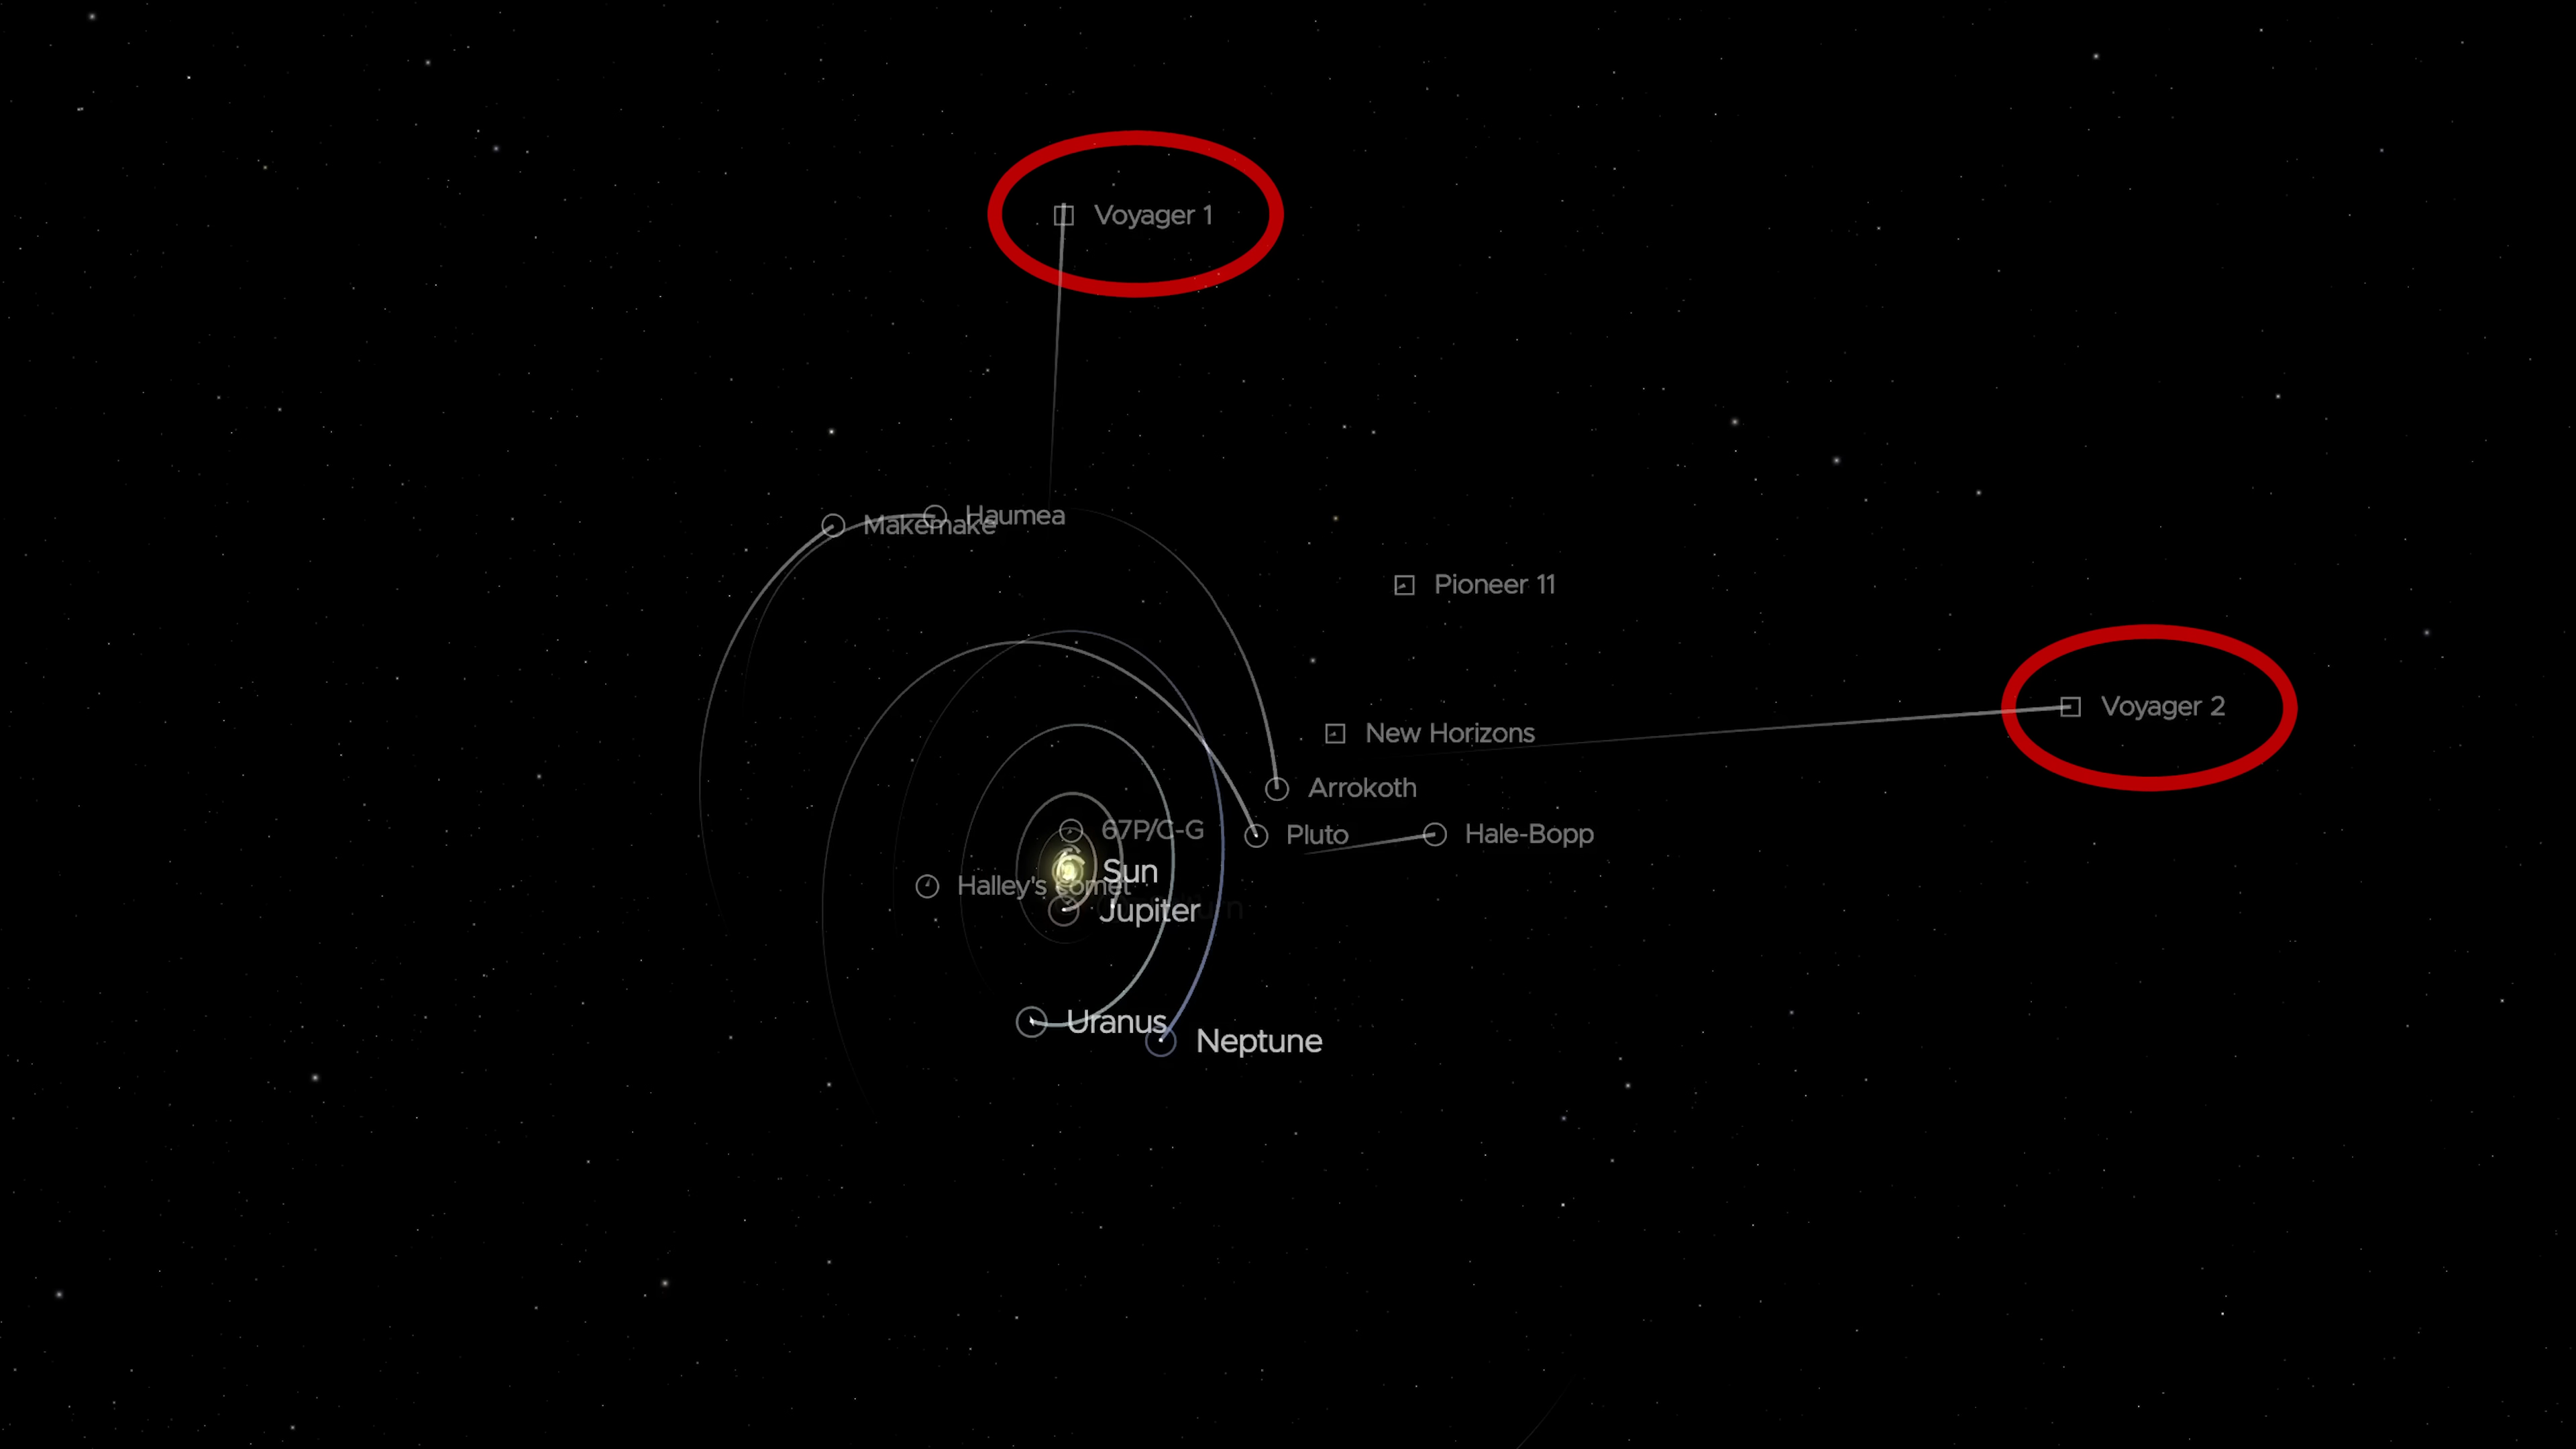 Voyager 1
Haumea
Makemake
Pioneer 11
Voyager 2
New Horizons
Arrokoth
67P/C-G
Pluto
Hale-Bopp
Sun
Halley's comet
Jupiter
Uranus
Neptune